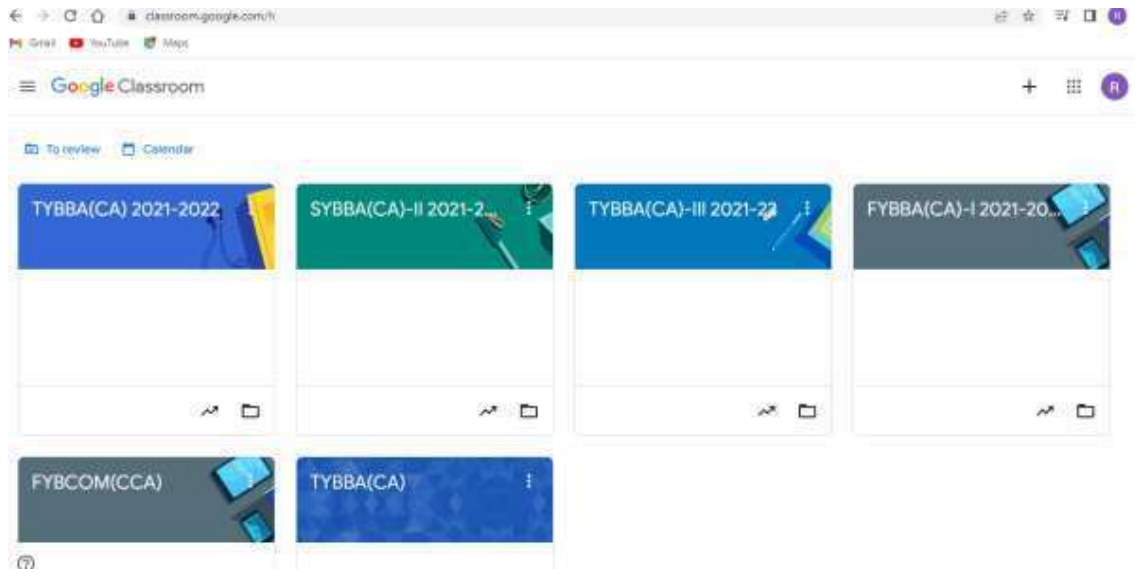 classroom.google.com/h
Gmail YouTube Maps
Google Classroom
R
To review Calendar
TYBBA(CA) 2021-2022
SYBBA(CA)-II 2021-2...
TYBBA(CA)-III 2021-22
FYBBA(CA)-I 2021-20...
FYBCOM(CCA)
TYBBA(CA)